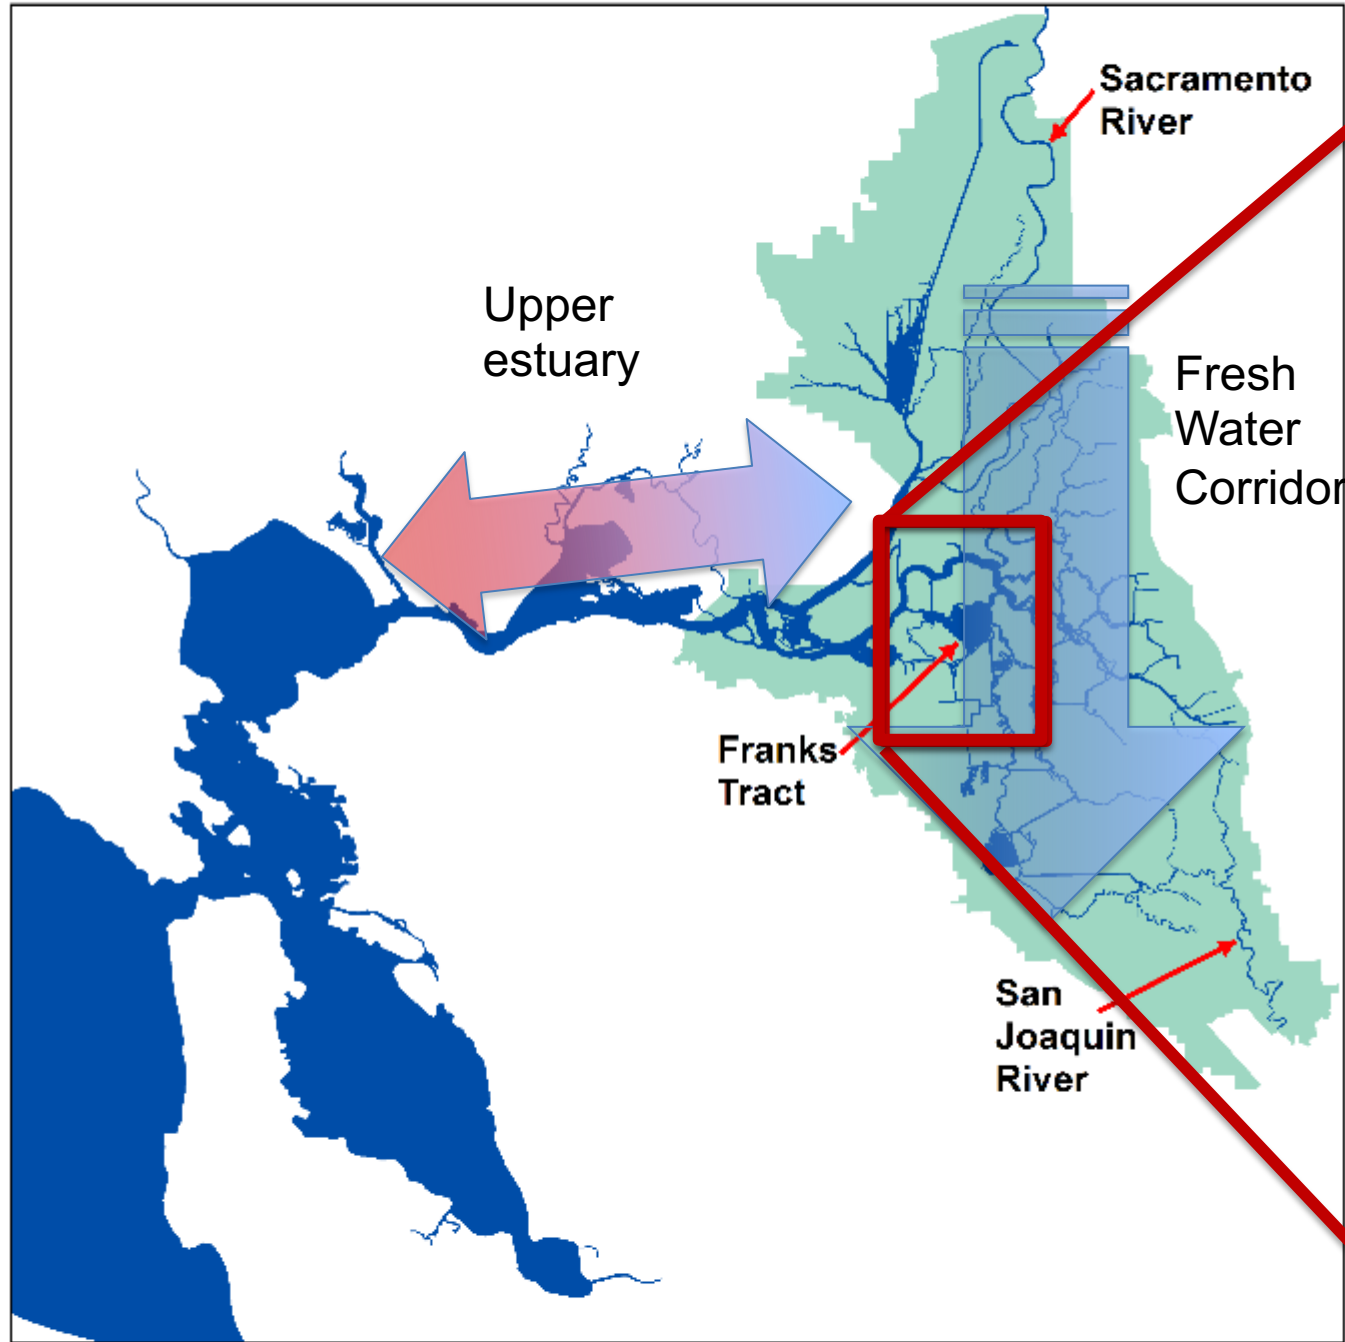 Sacramento
River
Upper
estuary
Fresh
Water
Corridor
Franks
Tract
San
Joaquin
River